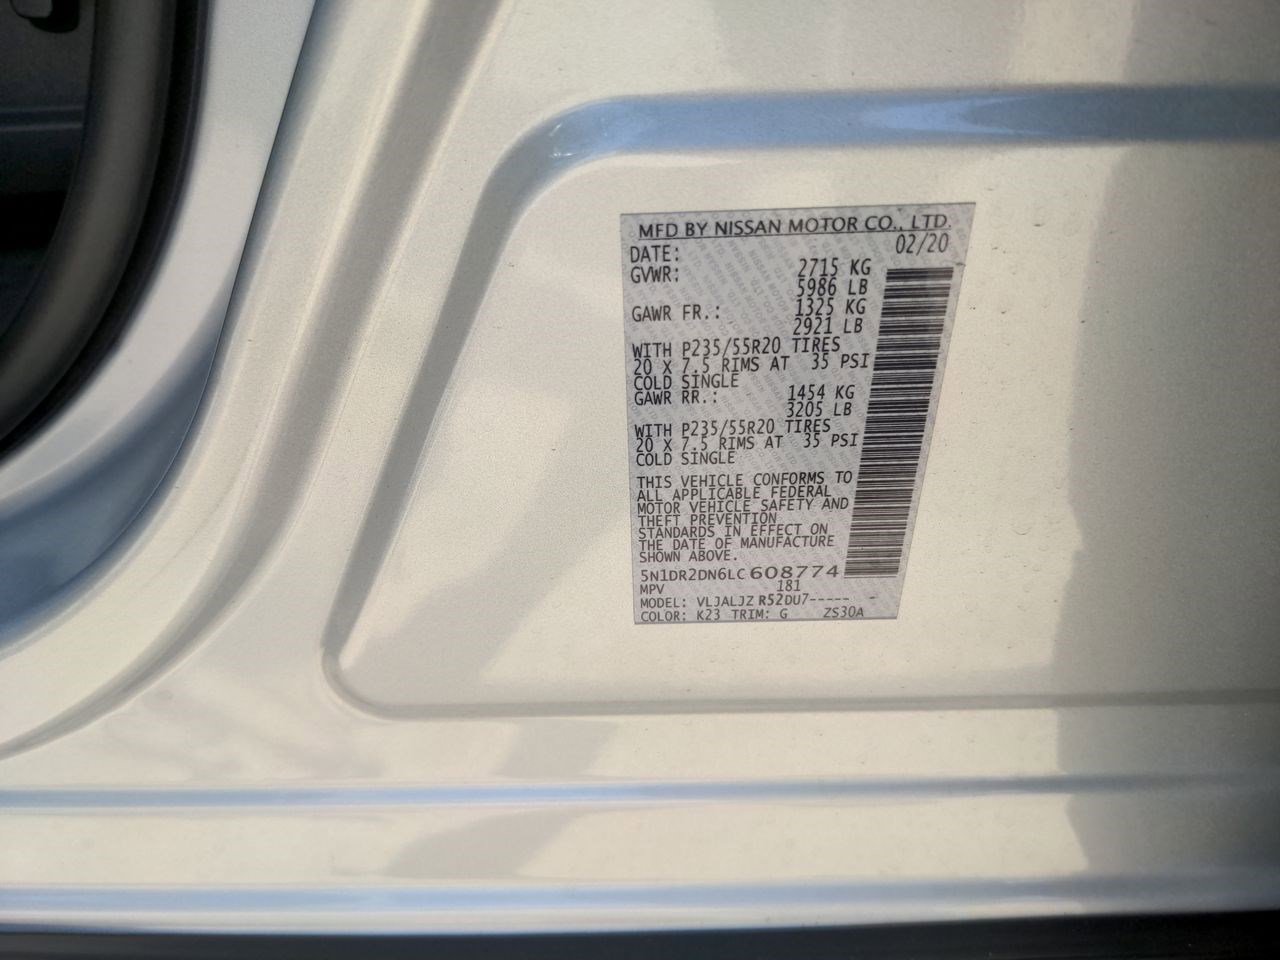 MFD BY NISSAN MOTOR CO., LTD.
DATE: 02/20
GVWR: 2715 KG
5986 LB
GAWR FR.: 1325 KG
2921 LB
WITH P235/55R20 TIRES
20 X 7.5 RIMS AT 35 PSI
COLD SINGLE
GAWR RR.: 1454 KG
3205 LB
WITH P235/55R20 TIRES
20 X 7.5 RIMS AT 35 PSI
COLD SINGLE
THIS VEHICLE CONFORMS TO
ALL APPLICABLE FEDERAL
MOTOR VEHICLE SAFETY AND
THEFT PREVENTION
STANDARDS IN EFFECT ON
THE DATE OF MANUFACTURE
SHOWN ABOVE.
5N1DR2DN6LC608774
MPV 181
MODEL: VLJALJZ R52DU7----- -
COLOR: K23 TRIM: G ZS30A